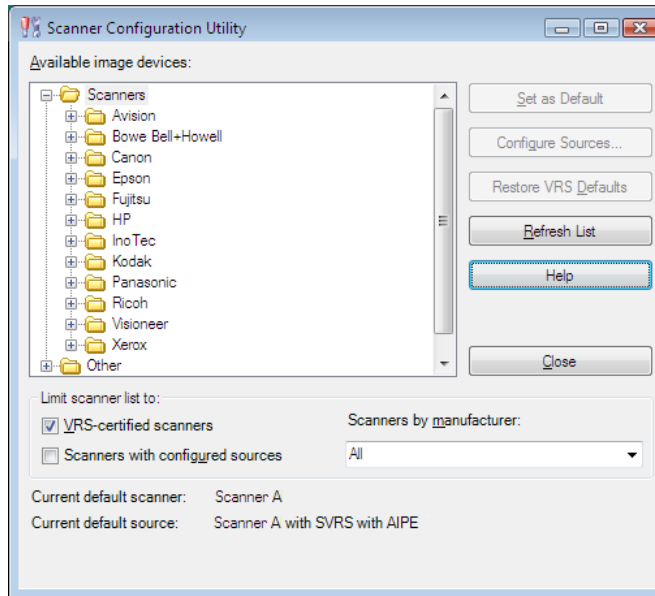 Scanner Configuration Utility
Available image devices:
Scanners
Avision
Bowe Bell+Howell
Canon
Epson
Fujitsu
HP
InoTec
Kodak
Panasonic
Ricoh
Visioneer
Xerox
Other
Set as Default
Configure Sources...
Restore VRS Defaults
Refresh List
Help
Close
Limit scanner list to:
VRS-certified scanners
Scanners with configured sources
Scanners by manufacturer:
All
Current default scanner: Scanner A
Current default source: Scanner A with SVRS with AIPE